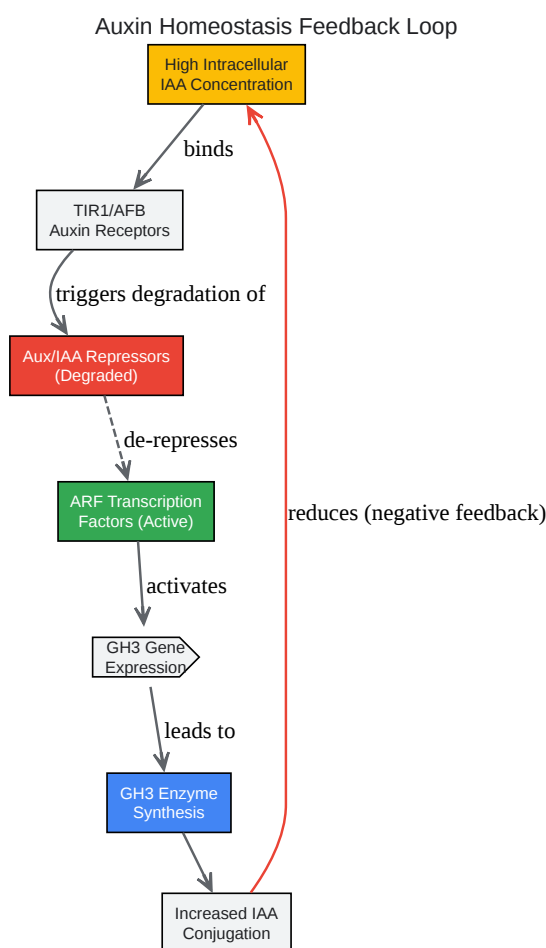 Auxin Homeostasis Feedback Loop
High Intracellular
IAA Concentration
binds
TIR1/AFB
Auxin Receptors
triggers degradation of
Aux/IAA Repressors
(Degraded)
de-represses
ARF Transcription
Factors (Active)
reduces (negative feedback)
activates
GH3 Gene
Expression
leads to
GH3 Enzyme
Synthesis
Increased IAA
Conjugation